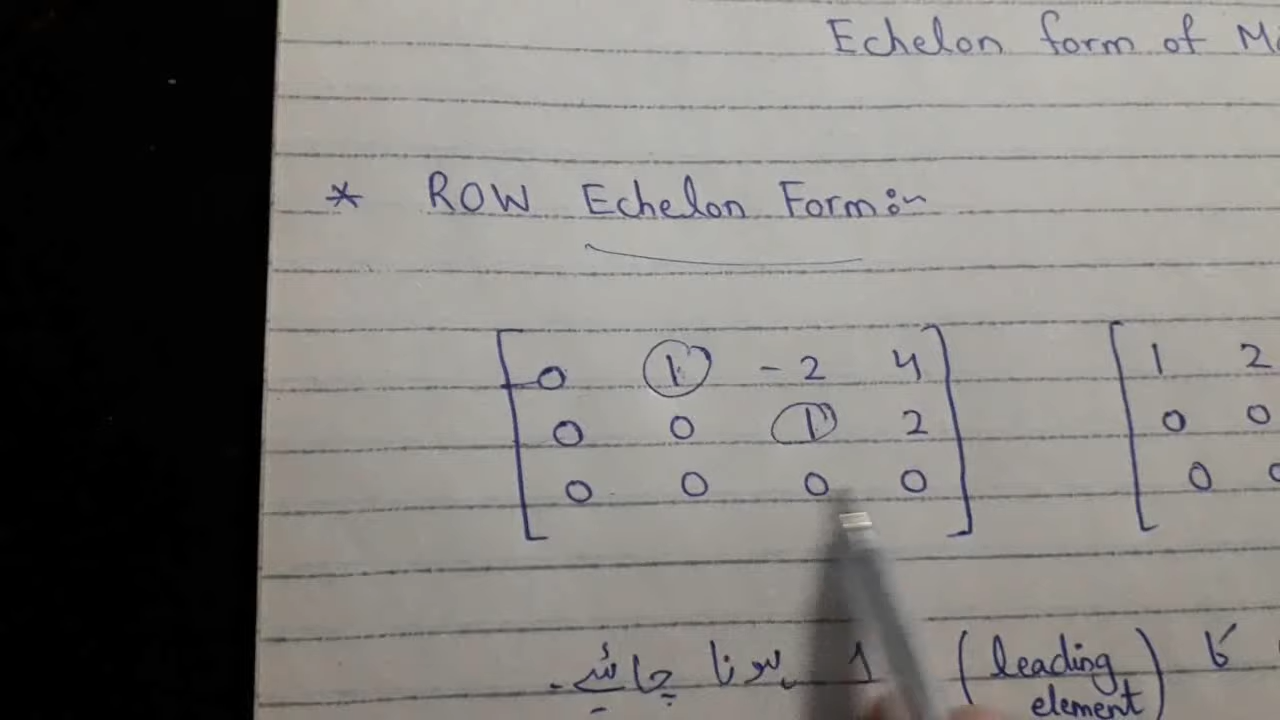 Echelon form of
* ROW Echelon Form:~
0 1 -2 4 1 2
0 0 1 2 0 0
0 0 0 0 0
کا (leading element) 1 ہونا چاہئیے۔